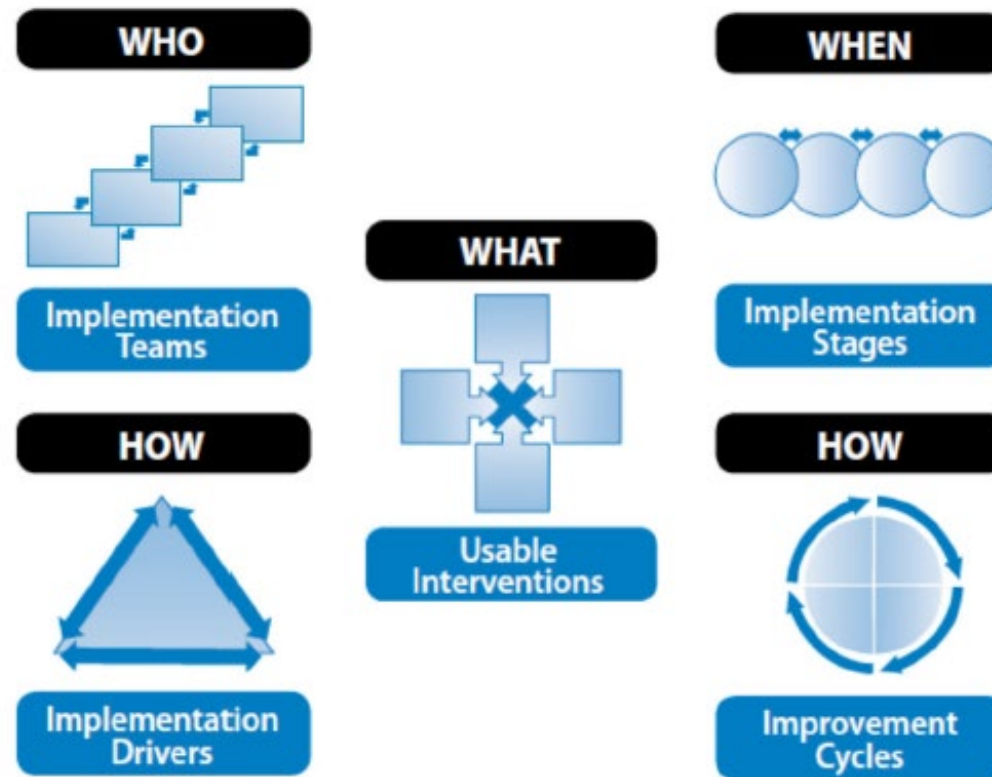 WHO
Implementation
Teams
HOW
Implementation
Drivers
WHAT
Usable
Interventions
WHEN
Implementation
Stages
HOW
Improvement
Cycles